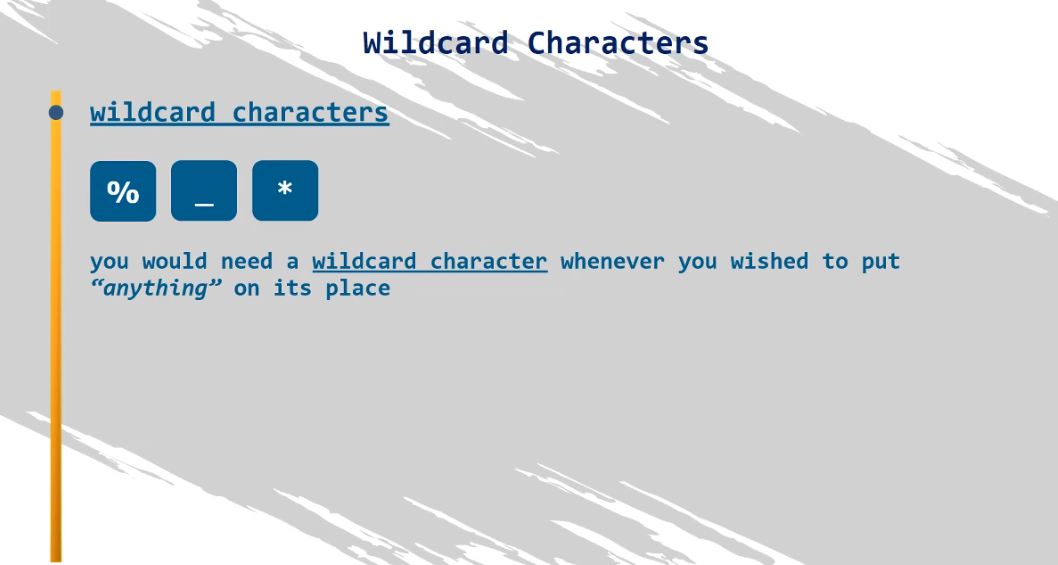 Wildcard Characters
wildcard characters
% _ *
you would need a wildcard character whenever you wished to put
“anything” on its place